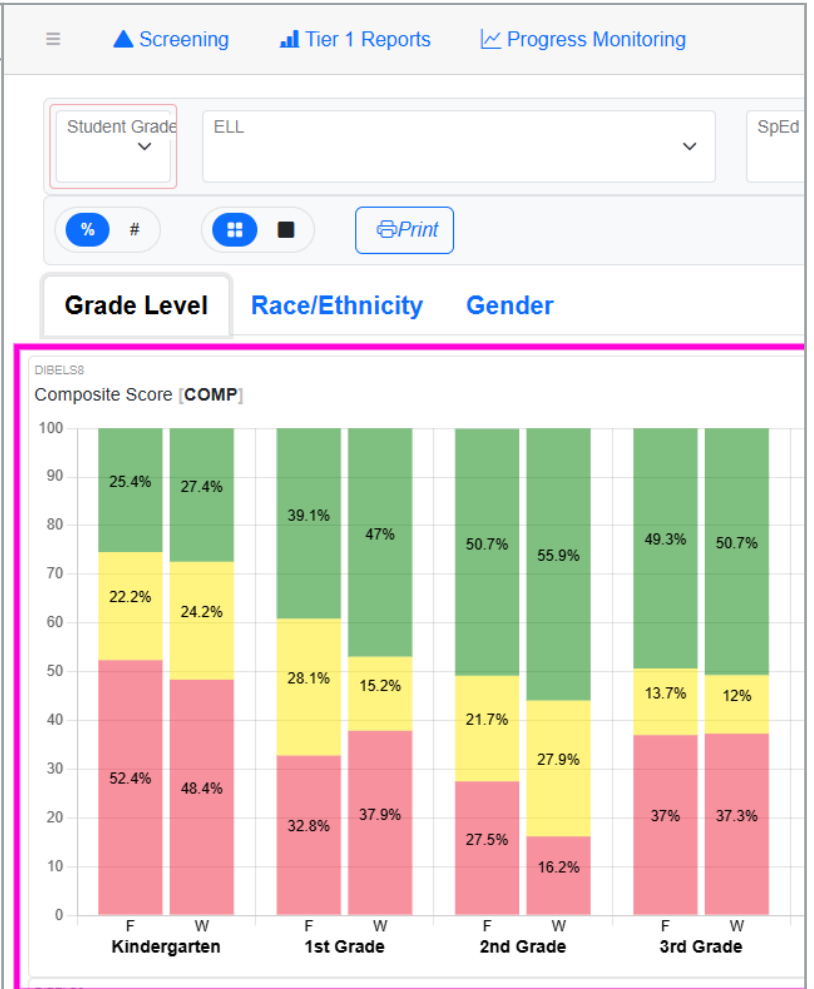 Screening Tier 1 Reports Progress Monitoring
Student Grade ELL SpEd
% # Print
Grade Level Race/Ethnicity Gender
DIBELS8
Composite Score [COMP]
100
90
80
70
60
50
40
30
20
10
0
25.4% 27.4% 39.1% 47% 50.7% 55.9% 49.3% 50.7%
22.2% 24.2% 28.1% 15.2% 21.7% 27.9% 13.7% 12%
52.4% 48.4% 32.8% 37.9% 27.5% 16.2% 37% 37.3%
F W F W F W F W
Kindergarten 1st Grade 2nd Grade 3rd Grade